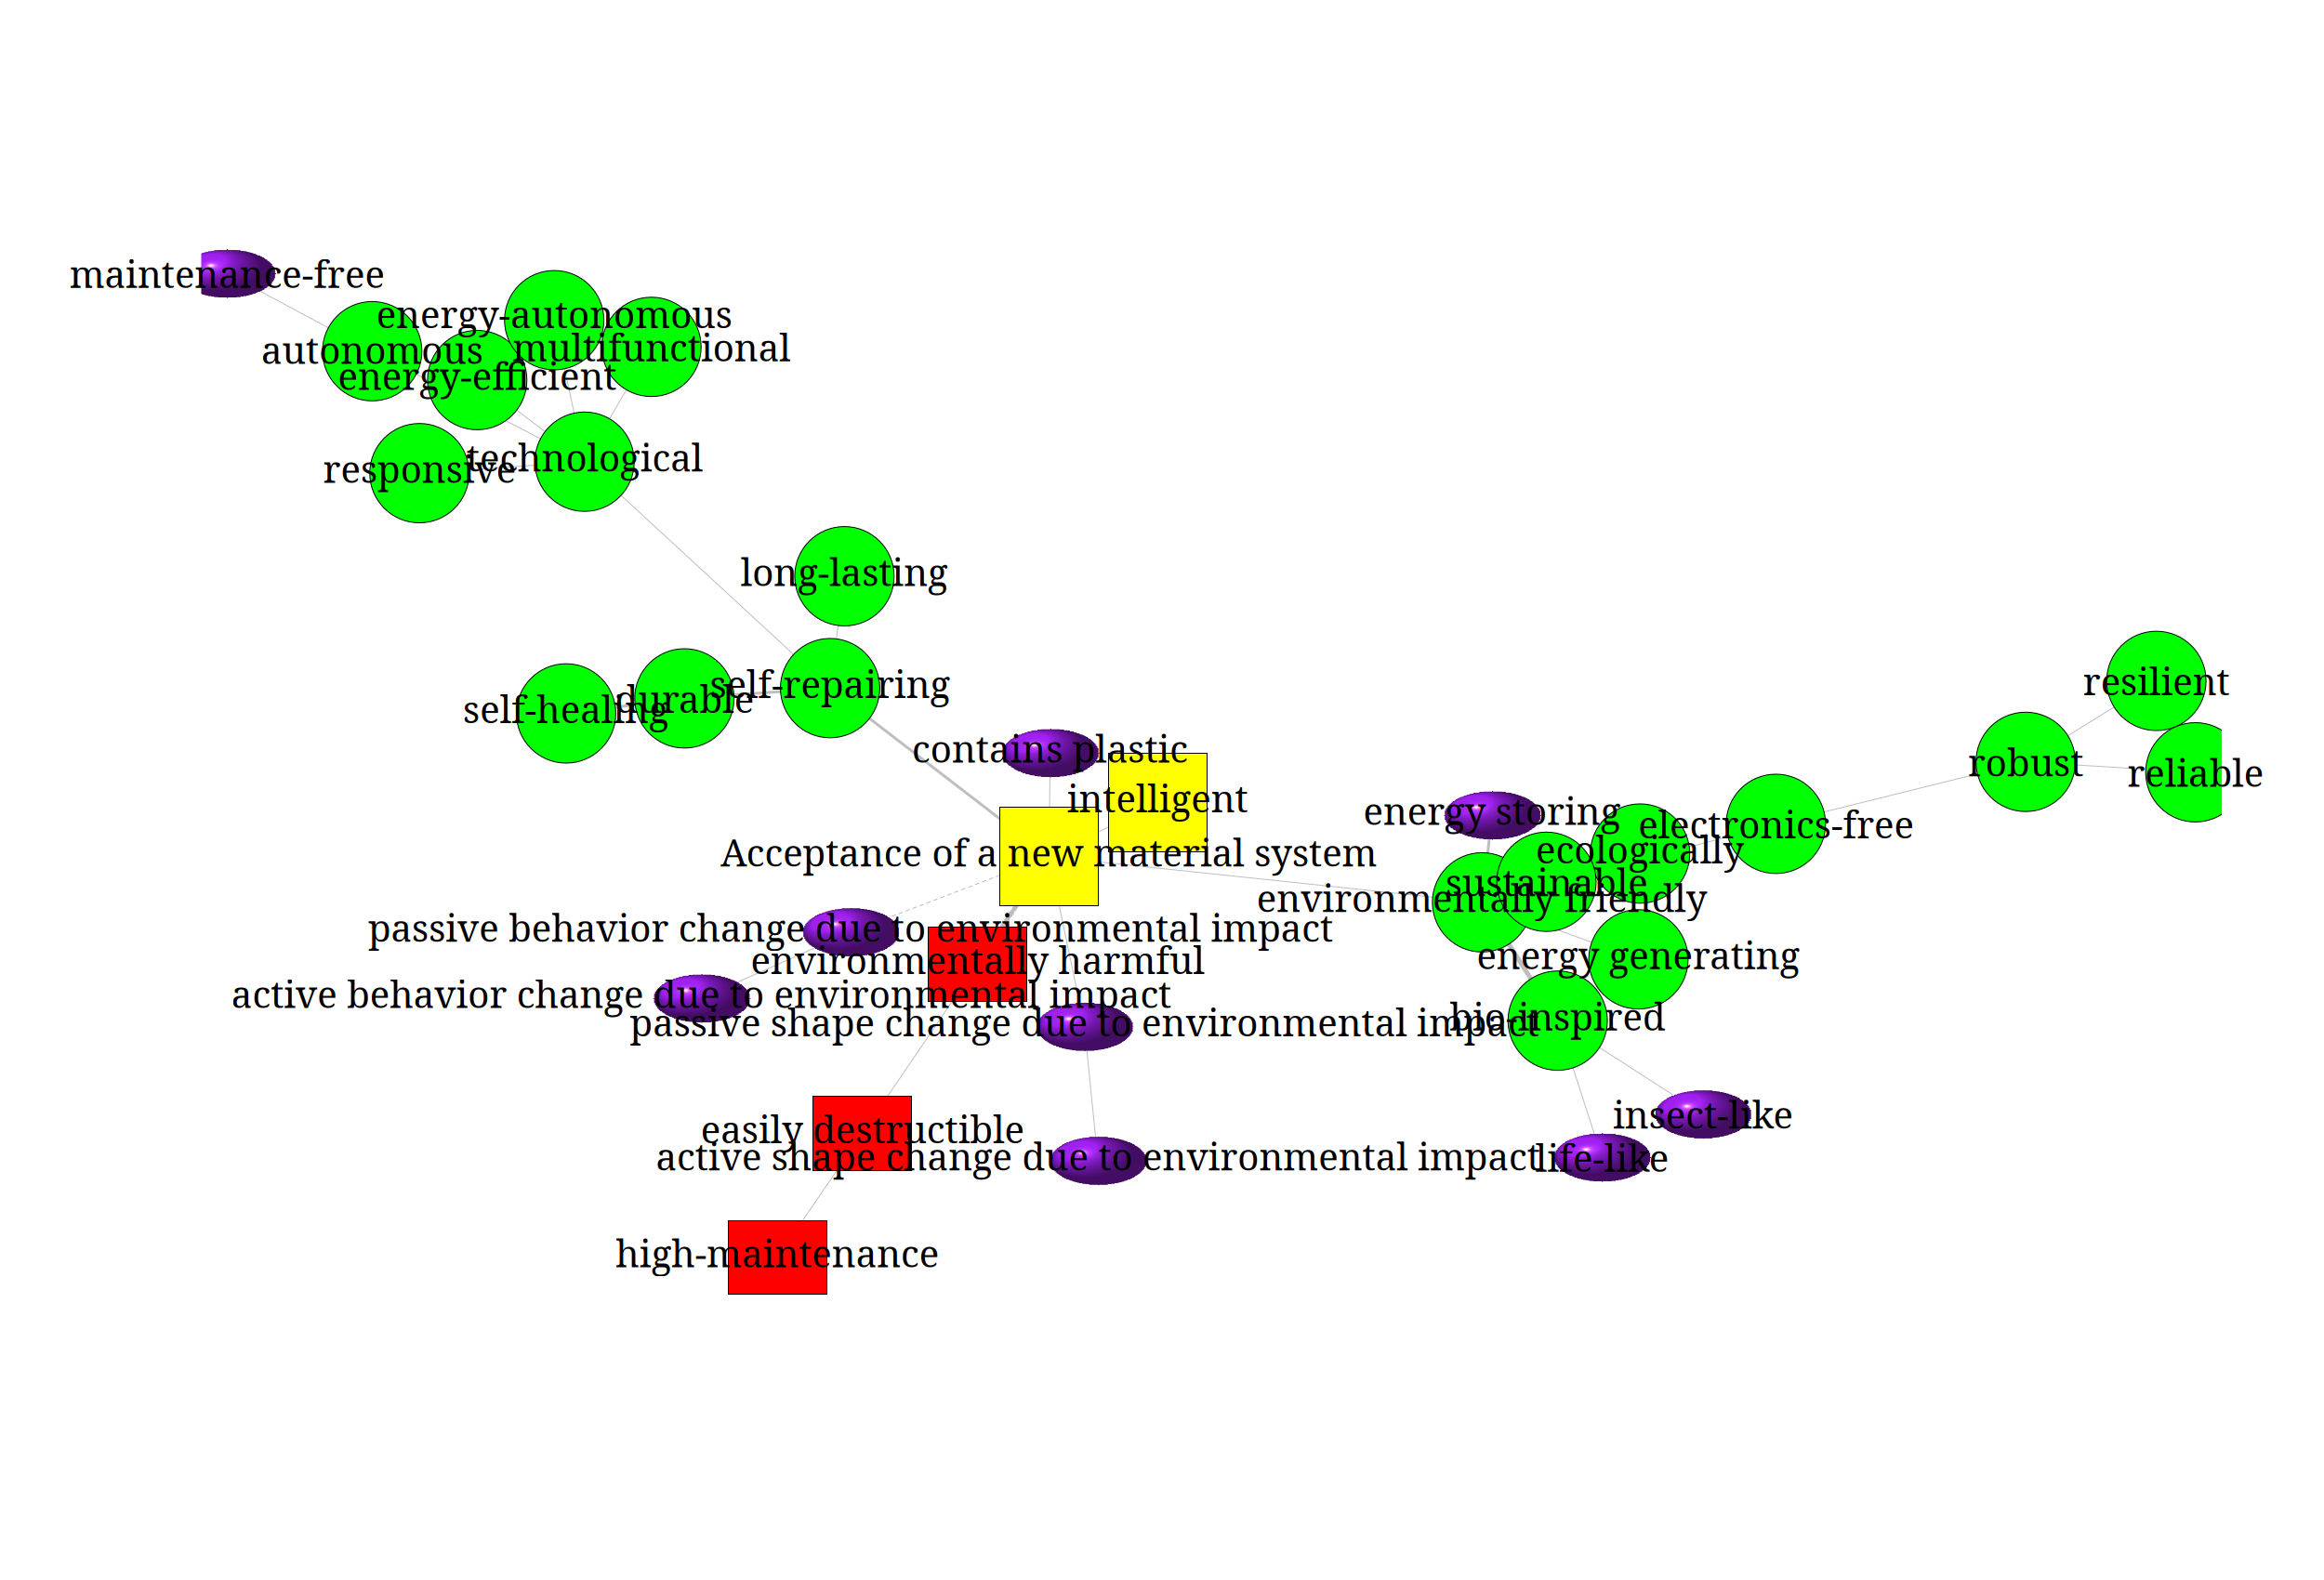 maintenance-free
energy-autonomous
autonomous
multifunctional
energy-efficient
technological
responsive
long-lasting
self-repairing
durable
self-healing
resilient
contains plastic
robust
reliable
intelligent
energy storing
electronics-free
Acceptance of a new material system
ecologically
sustainable
environmentally friendly
passive behavior change due to environmental impact
environmentally harmful
energy generating
active behavior change due to environmental impact
passive shape change due to environmental impact
bio-inspired
insect-like
easily destructible
active shape change due to environmental impact
life-like
high-maintenance